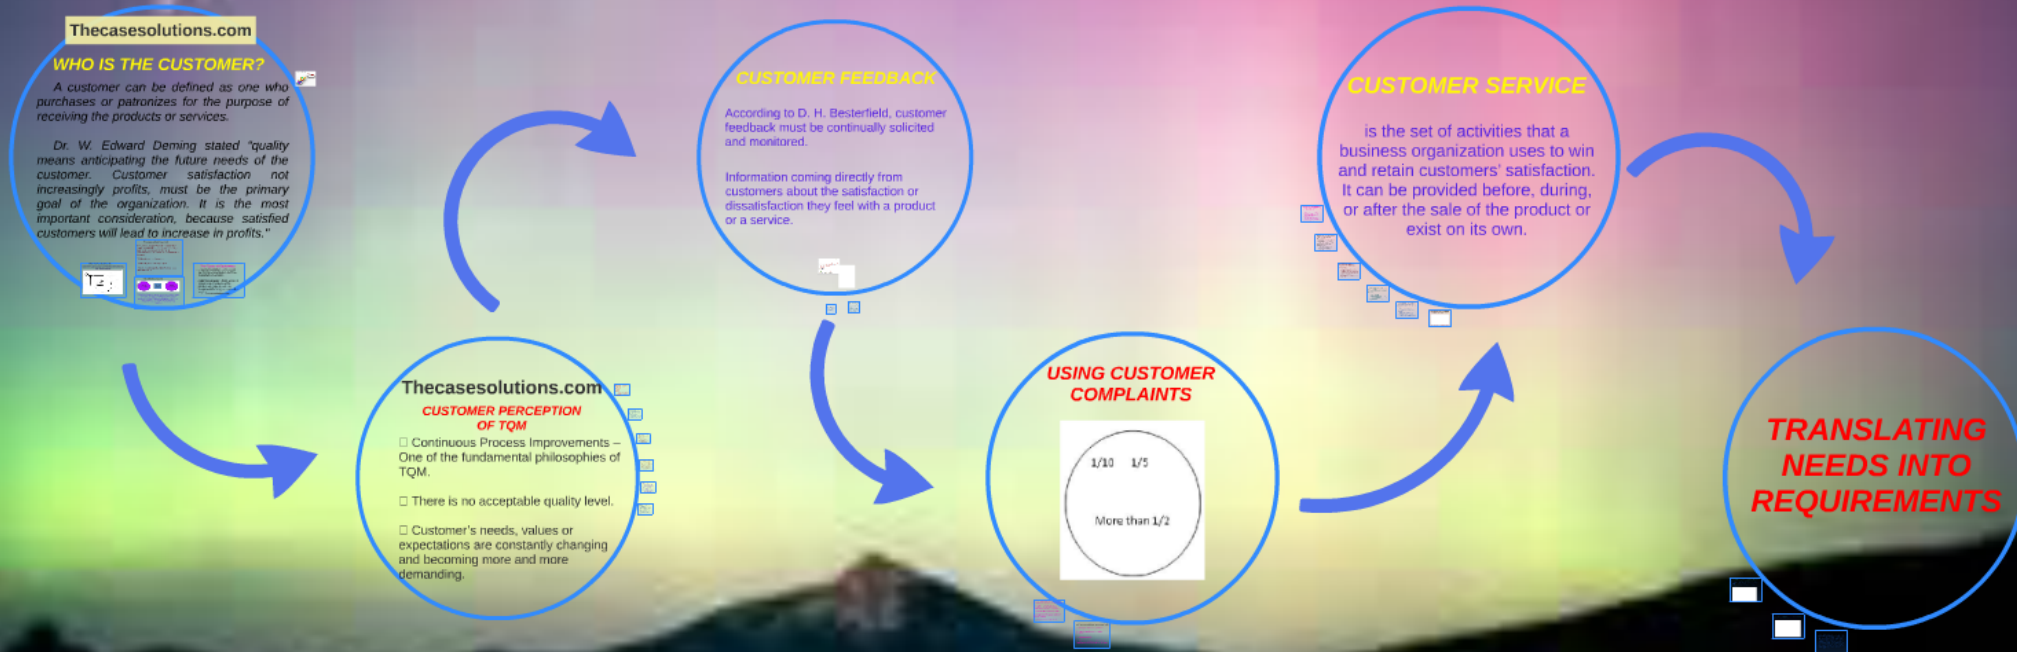 Thecasesolutions.com
WHO IS THE CUSTOMER?
A customer can be defined as one who
purchases or patronizes for the purpose of
receiving the products or services.
Dr. W. Edward Deming stated "quality
means anticipating the future needs of the
customer. Customer satisfaction not
increasingly profits, must be the primary
goal of the organization. It is the most
important consideration, because satisfied
customers will lead to increase in profits."
Thecasesolutions.com
CUSTOMER PERCEPTION
OF TQM
Continuous Process Improvements –
One of the fundamental philosophies of
TQM.
There is no acceptable quality level.
Customer's needs, values or
expectations are constantly changing
and becoming more and more
demanding.
CUSTOMER FEEDBACK
According to D. H. Besterfield, customer
feedback must be continually solicited
and monitored.
Information coming directly from
customers about the satisfaction or
dissatisfaction they feel with a product
or a service.
USING CUSTOMER
COMPLAINTS
1/10 1/5
More than 1/2
CUSTOMER SERVICE
is the set of activities that a
business organization uses to win
and retain customers' satisfaction.
It can be provided before, during,
or after the sale of the product or
exist on its own.
TRANSLATING
NEEDS INTO
REQUIREMENTS